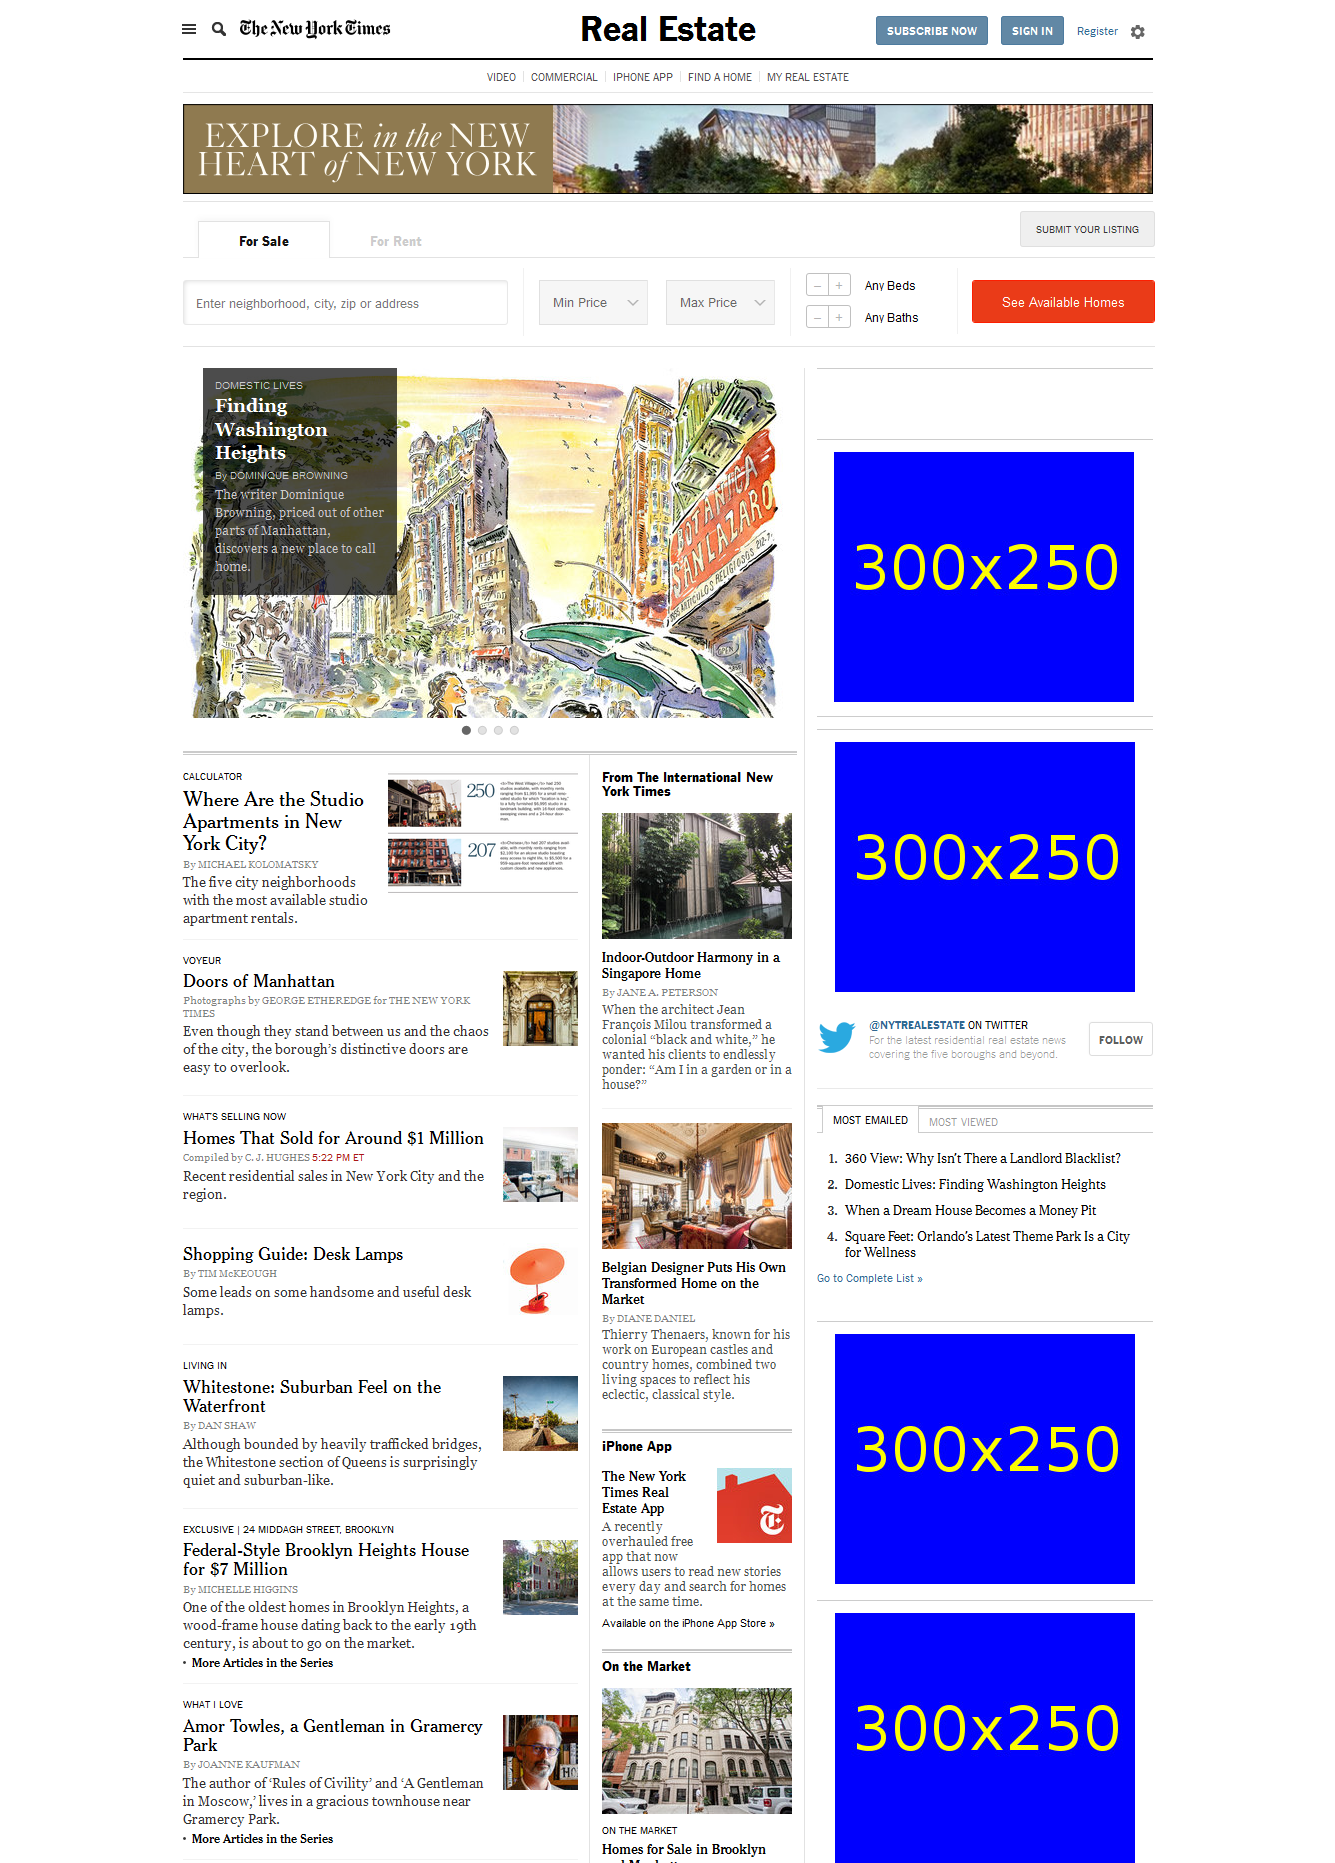 The New York Times
Real Estate
SUBSCRIBE NOW
SIGN IN
Register
VIDEO
COMMERCIAL
IPHONE APP
FIND A HOME
MY REAL ESTATE
EXPLORE in the NEW
HEART of NEW YORK
For Sale
For Rent
SUBMIT YOUR LISTING
Enter neighborhood, city, zip or address
Min Price
Max Price
– +
Any Beds
– +
Any Baths
See Available Homes
DOMESTIC LIVES
Finding
Washington
Heights
By DOMINIQUE BROWNING
The writer Dominique
Browning, priced out of other
parts of Manhattan,
discovers a new place to call
home.
BOTANICA
SAN LAZARO
CALCULATOR
Where Are the Studio
Apartments in New
York City?
By MICHAEL KOLOMATSKY
The five city neighborhoods
with the most available studio
apartment rentals.
250
207
VOYEUR
Doors of Manhattan
Photographs by GEORGE ETHEREDGE for THE NEW YORK
TIMES
Even though they stand between us and the chaos
of the city, the borough's distinctive doors are
easy to overlook.
WHAT'S SELLING NOW
Homes That Sold for Around $1 Million
Compiled by C. J. HUGHES 5:22 PM ET
Recent residential sales in New York City and the
region.
Shopping Guide: Desk Lamps
By TIM McKEOUGH
Some leads on some handsome and useful desk
lamps.
LIVING IN
Whitestone: Suburban Feel on the
Waterfront
By DAN SHAW
Although bounded by heavily trafficked bridges,
the Whitestone section of Queens is surprisingly
quiet and suburban-like.
EXCLUSIVE | 24 MIDDAGH STREET, BROOKLYN
Federal-Style Brooklyn Heights House
for $7 Million
By MICHELLE HIGGINS
One of the oldest homes in Brooklyn Heights, a
wood-frame house dating back to the early 19th
century, is about to go on the market.
• More Articles in the Series
WHAT I LOVE
Amor Towles, a Gentleman in Gramercy
Park
By JOANNE KAUFMAN
The author of 'Rules of Civility' and 'A Gentleman
in Moscow,' lives in a gracious townhouse near
Gramercy Park.
• More Articles in the Series
From The International New
York Times
Indoor-Outdoor Harmony in a
Singapore Home
By JANE A. PETERSON
When the architect Jean
François Milou transformed a
colonial "black and white," he
wanted his clients to endlessly
ponder: "Am I in a garden or in a
house?"
Belgian Designer Puts His Own
Transformed Home on the
Market
By DIANE DANIEL
Thierry Thenaers, known for his
work on European castles and
country homes, combined two
living spaces to reflect his
eclectic, classical style.
iPhone App
The New York
Times Real
Estate App
A recently
overhauled free
app that now
allows users to read new stories
every day and search for homes
at the same time.
Available on the iPhone App Store »
On the Market
ON THE MARKET
Homes for Sale in Brooklyn
300x250
300x250
@NYTREALESTATE ON TWITTER
For the latest residential real estate news
covering the five boroughs and beyond.
FOLLOW
MOST EMAILED
MOST VIEWED
1. 360 View: Why Isn't There a Landlord Blacklist?
2. Domestic Lives: Finding Washington Heights
3. When a Dream House Becomes a Money Pit
4. Square Feet: Orlando's Latest Theme Park Is a City
for Wellness
Go to Complete List »
300x250
300x250